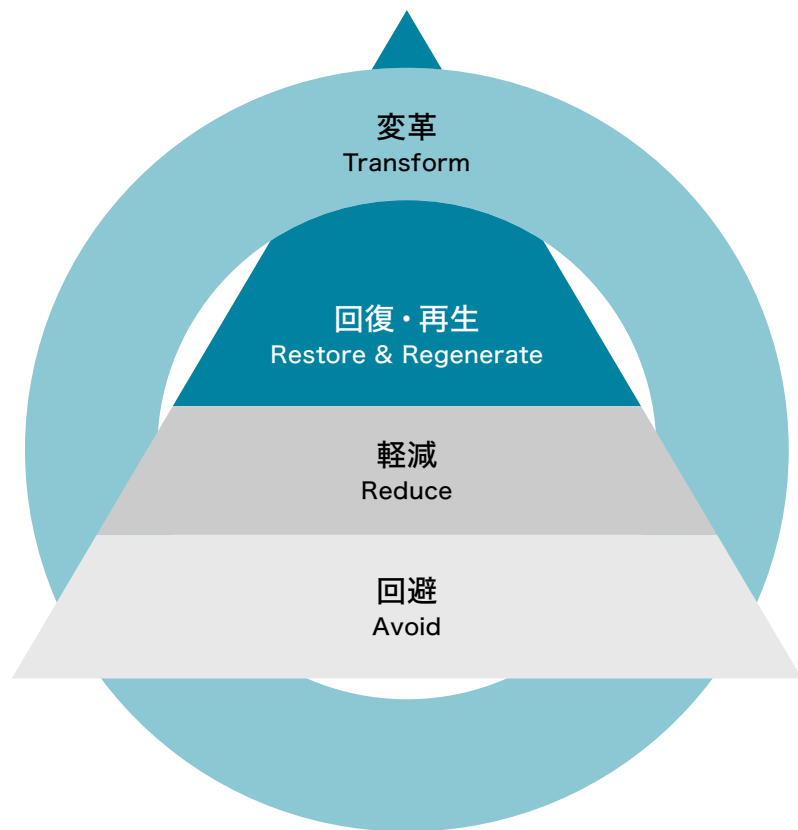 変革
Transform
回復・再生
Restore & Regenerate
軽減
Reduce
回避
Avoid